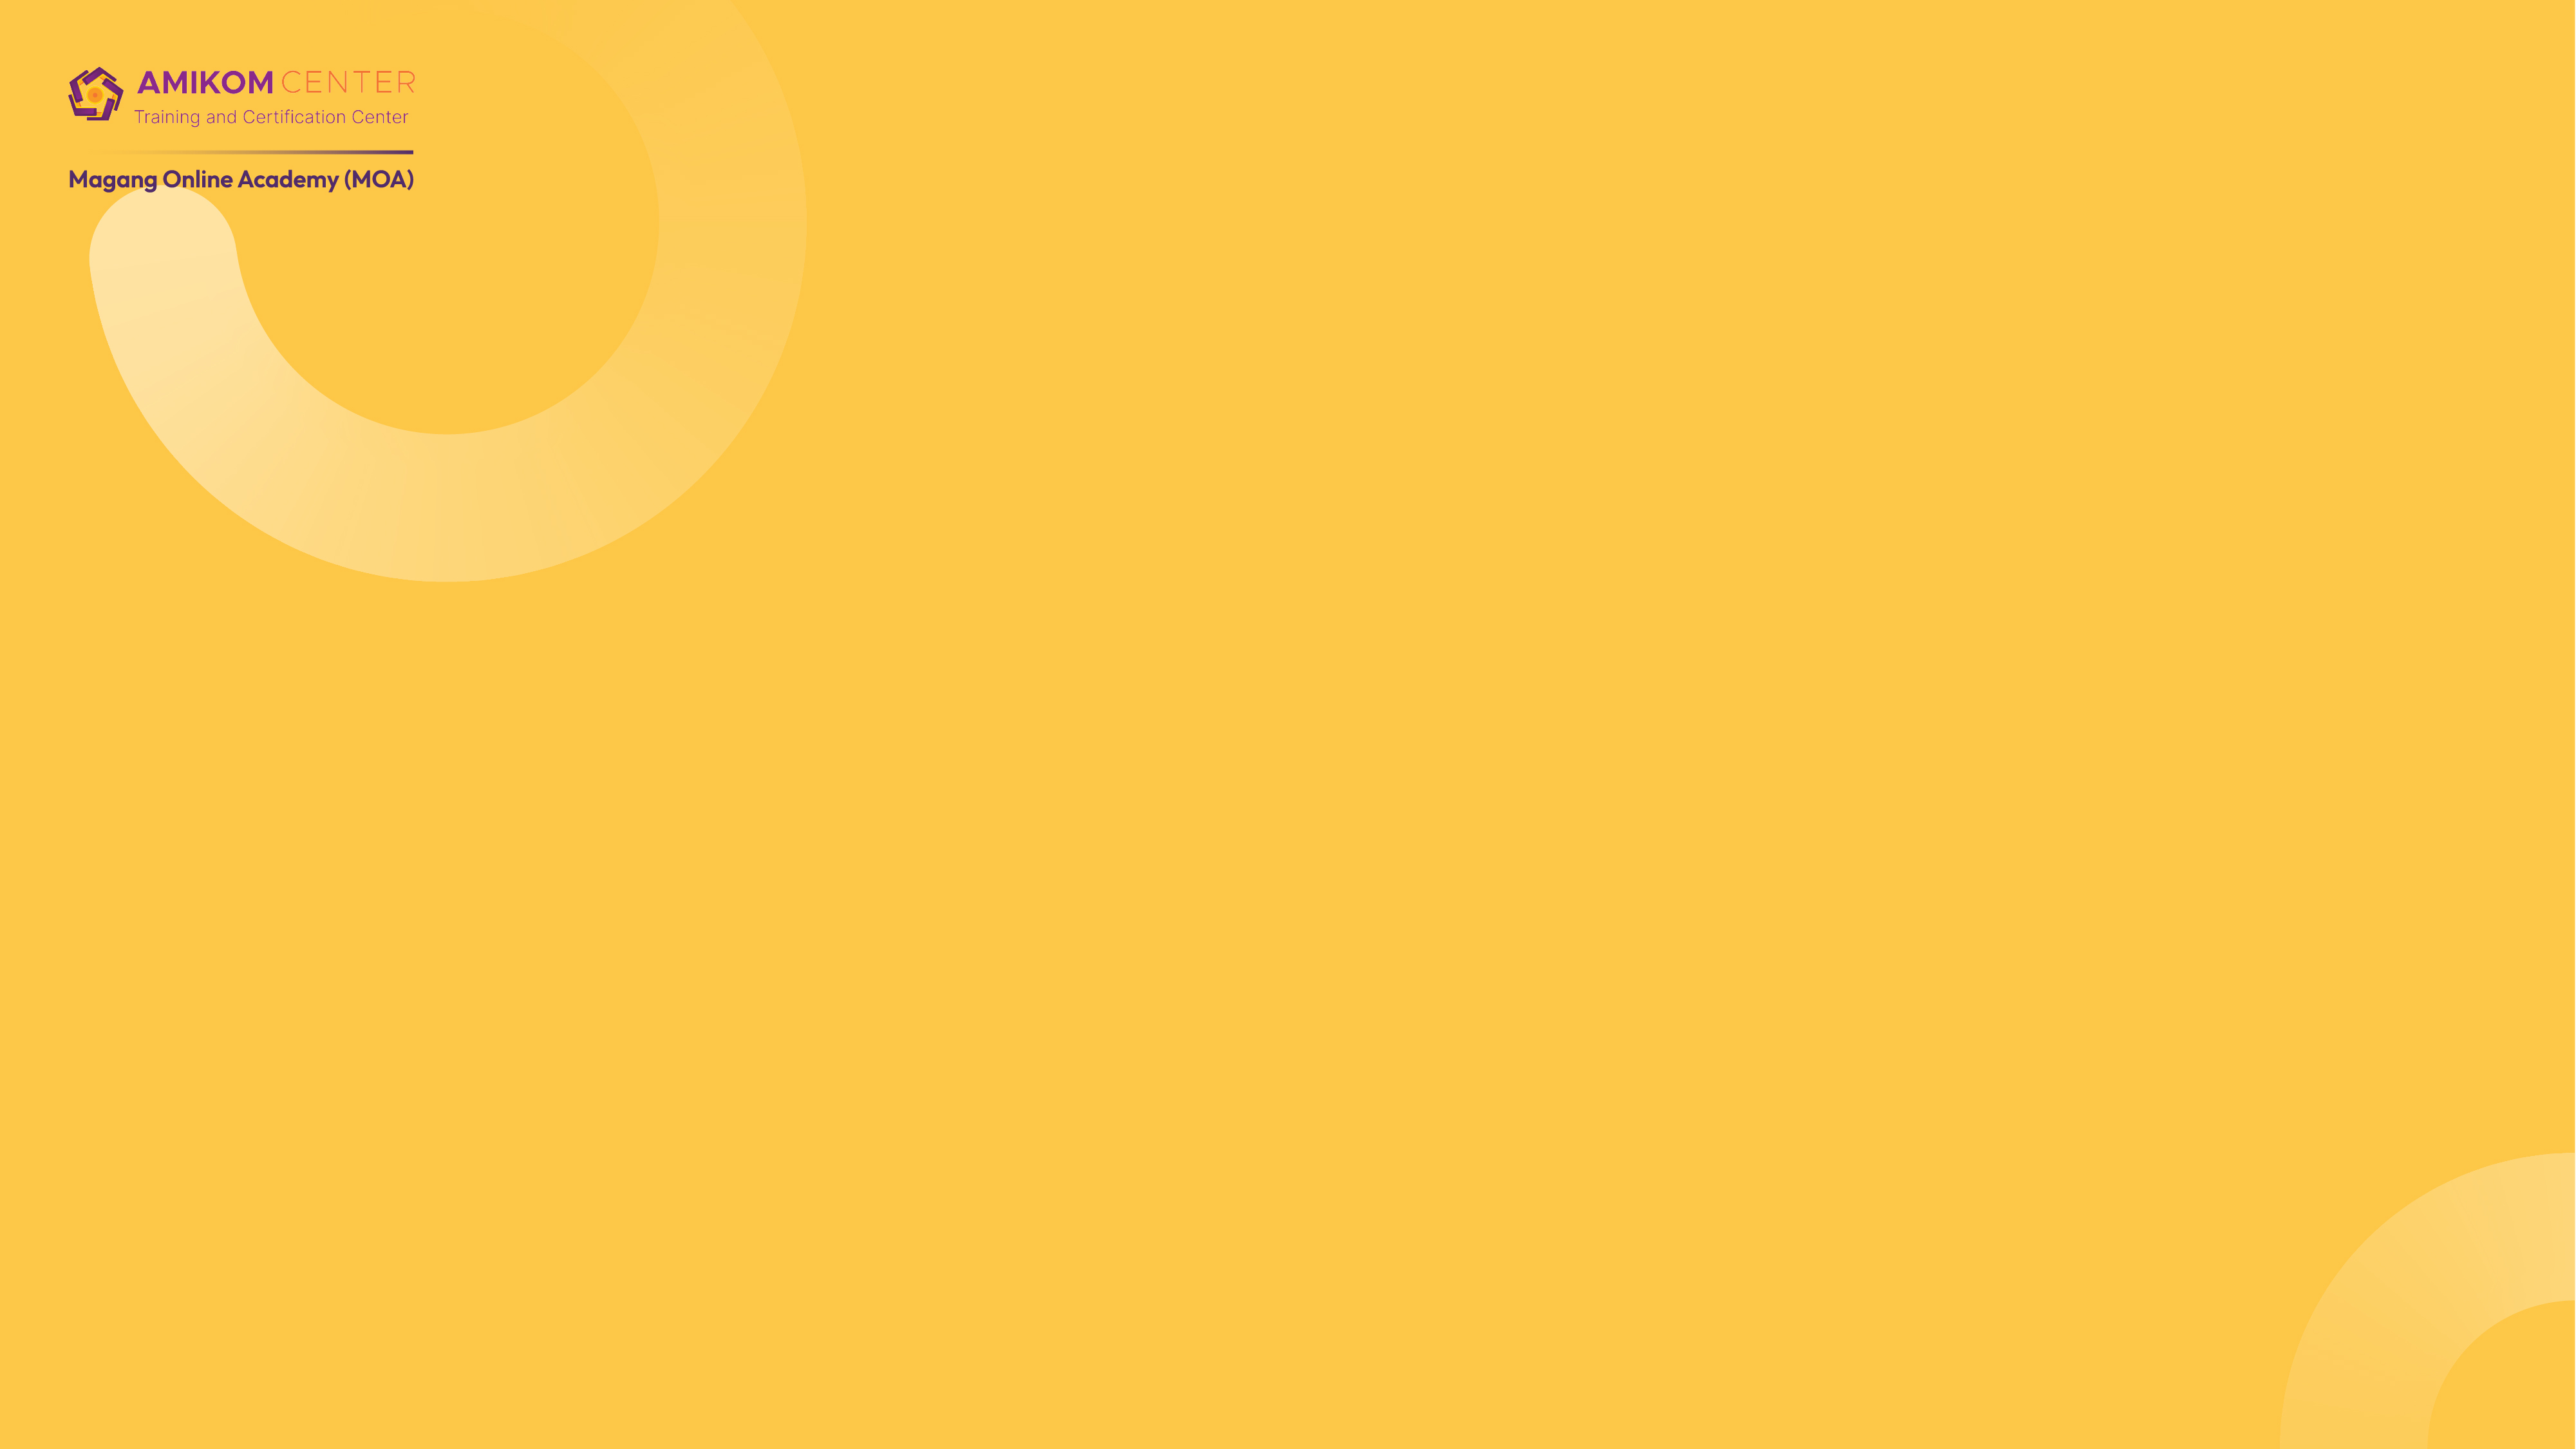 AMIKOM CENTER
Training and Certification Center
Magang Online Academy (MOA)